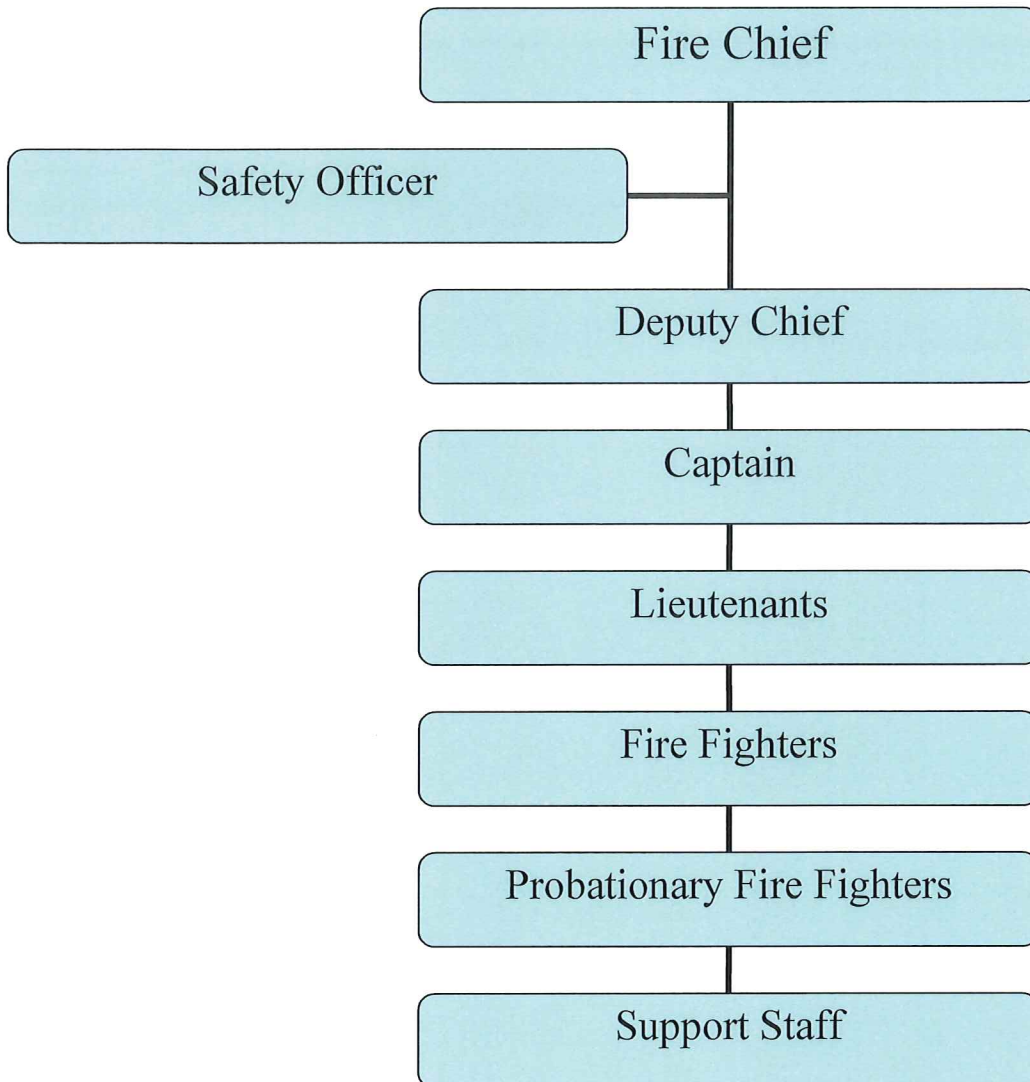 Fire Chief
Safety Officer
Deputy Chief
Captain
Lieutenants
Fire Fighters
Probationary Fire Fighters
Support Staff